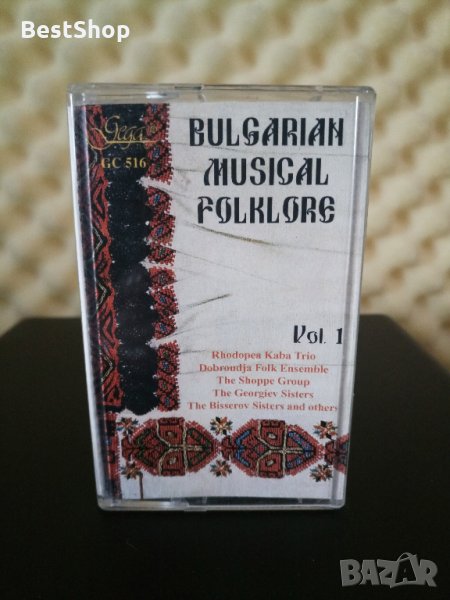 BestShop
Gega
GC 516
BULGARIAN
MUSICAL
FOLKLORE
Vol. 1
Rhodopea Kaba Trio
Dobroudja Folk Ensemble
The Shoppe Group
The Georgiev Sisters
The Bisserov Sisters and others
BAZAR